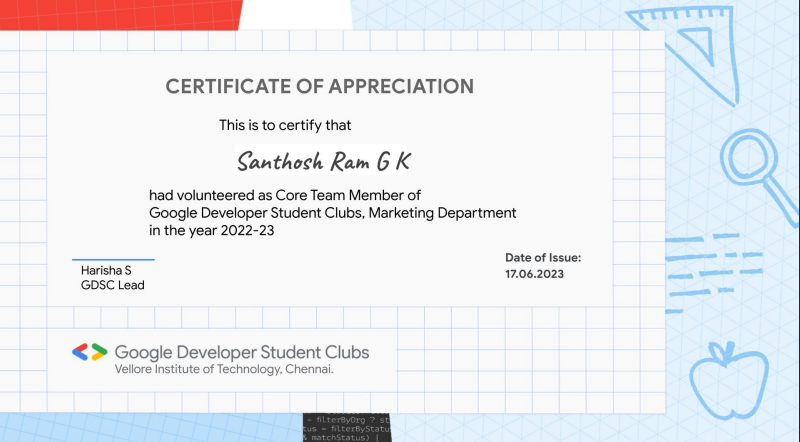 CERTIFICATE OF APPRECIATION
This is to certify that
Santhosh Ram G K
had volunteered as Core Team Member of
Google Developer Student Clubs, Marketing Department
in the year 2022-23
Harisha S
GDSC Lead
Date of Issue:
17.06.2023
Google Developer Student Clubs
Vellore Institute of Technology, Chennai.
= filterByOrg ? st
tus = filterByStatu
& matchStatus) }